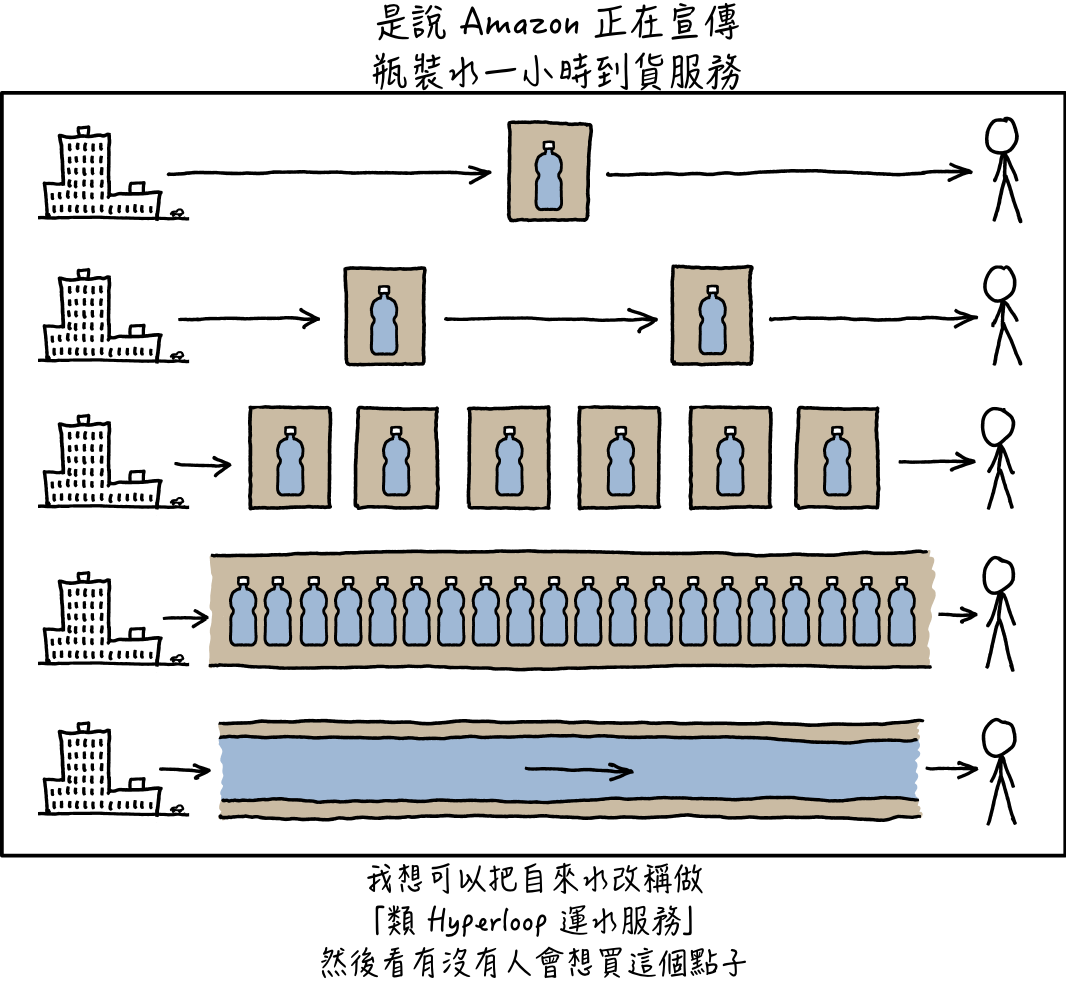 是說 Amazon 正在宣傳
瓶裝水一小時到貨服務
我想可以把自來水改稱做
「類 Hyperloop 運水服務」
然後看有沒有人會想買這個點子